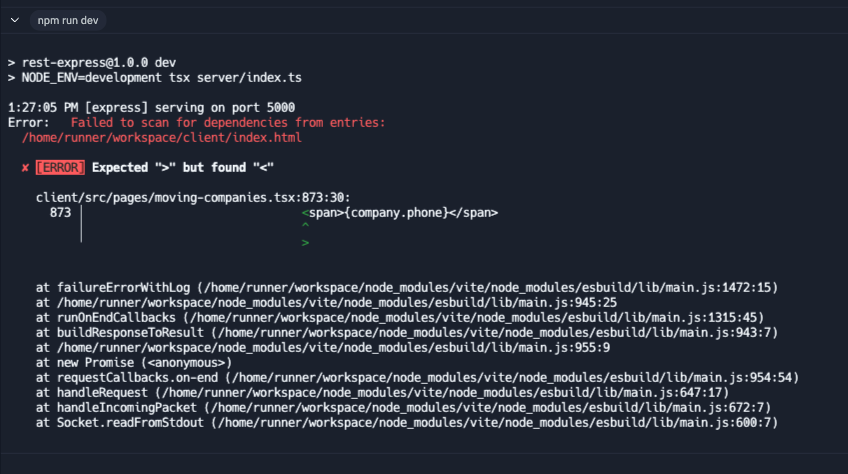 npm run dev
> rest-express@1.0.0 dev
> NODE_ENV=development tsx server/index.ts
1:27:05 PM [express] serving on port 5000
Error:   Failed to scan for dependencies from entries:
  /home/runner/workspace/client/index.html
✘ [ERROR] Expected ">" but found "<"
    client/src/pages/moving-companies.tsx:873:30:
      873 │                               <span>{company.phone}</span>
          │                               ^
          ╵                               >
    at failureErrorWithLog (/home/runner/workspace/node_modules/vite/node_modules/esbuild/lib/main.js:1472:15)
    at /home/runner/workspace/node_modules/vite/node_modules/esbuild/lib/main.js:945:25
    at runOnEndCallbacks (/home/runner/workspace/node_modules/vite/node_modules/esbuild/lib/main.js:1315:45)
    at buildResponseToResult (/home/runner/workspace/node_modules/vite/node_modules/esbuild/lib/main.js:943:7)
    at /home/runner/workspace/node_modules/vite/node_modules/esbuild/lib/main.js:955:9
    at new Promise (<anonymous>)
    at requestCallbacks.on-end (/home/runner/workspace/node_modules/vite/node_modules/esbuild/lib/main.js:954:54)
    at handleRequest (/home/runner/workspace/node_modules/vite/node_modules/esbuild/lib/main.js:647:17)
    at handleIncomingPacket (/home/runner/workspace/node_modules/vite/node_modules/esbuild/lib/main.js:672:7)
    at Socket.readFromStdout (/home/runner/workspace/node_modules/vite/node_modules/esbuild/lib/main.js:600:7)